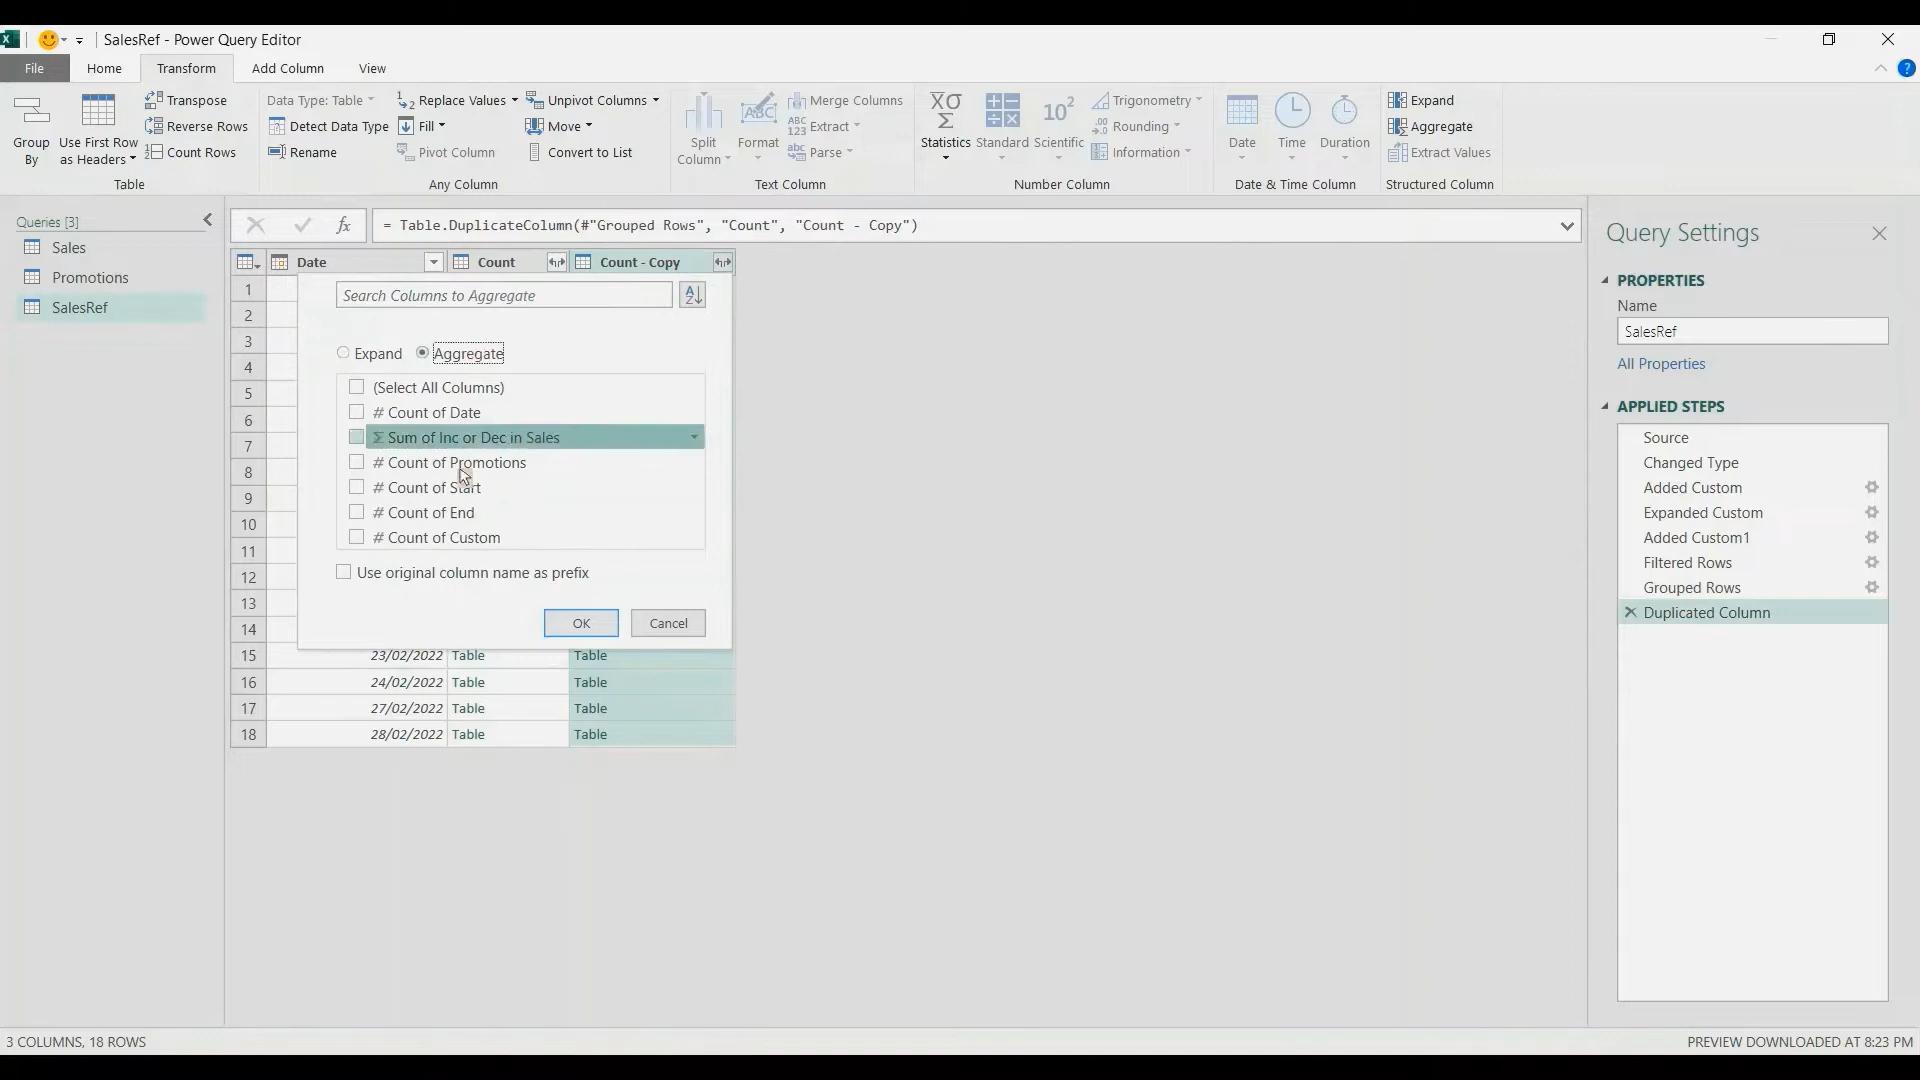 SalesRef - Power Query Editor
File Home Transform Add Column View
Group By
Use First Row as Headers
Transpose
Reverse Rows
Count Rows
Table
Data Type: Table
Detect Data Type
Rename
Replace Values
Fill
Pivot Column
Unpivot Columns
Move
Convert to List
Any Column
Split Column
Format
Merge Columns
Extract
Parse
Text Column
Statistics
Standard
Scientific
Trigonometry
Rounding
Information
Number Column
Date
Time
Duration
Date & Time Column
Expand
Aggregate
Extract Values
Structured Column
Queries [3]
Sales
Promotions
SalesRef
= Table.DuplicateColumn(#"Grouped Rows", "Count", "Count - Copy")
Date Count Count - Copy
1
2
3
4
5
6
7
8
9
10
11
12
13
14
15 23/02/2022 Table Table
16 24/02/2022 Table Table
17 27/02/2022 Table Table
18 28/02/2022 Table Table
Search Columns to Aggregate
Expand Aggregate
(Select All Columns)
# Count of Date
Σ Sum of Inc or Dec in Sales
# Count of Promotions
# Count of Start
# Count of End
# Count of Custom
Use original column name as prefix
OK Cancel
Query Settings
PROPERTIES
Name
SalesRef
All Properties
APPLIED STEPS
Source
Changed Type
Added Custom
Expanded Custom
Added Custom1
Filtered Rows
Grouped Rows
Duplicated Column
3 COLUMNS, 18 ROWS
PREVIEW DOWNLOADED AT 8:23 PM